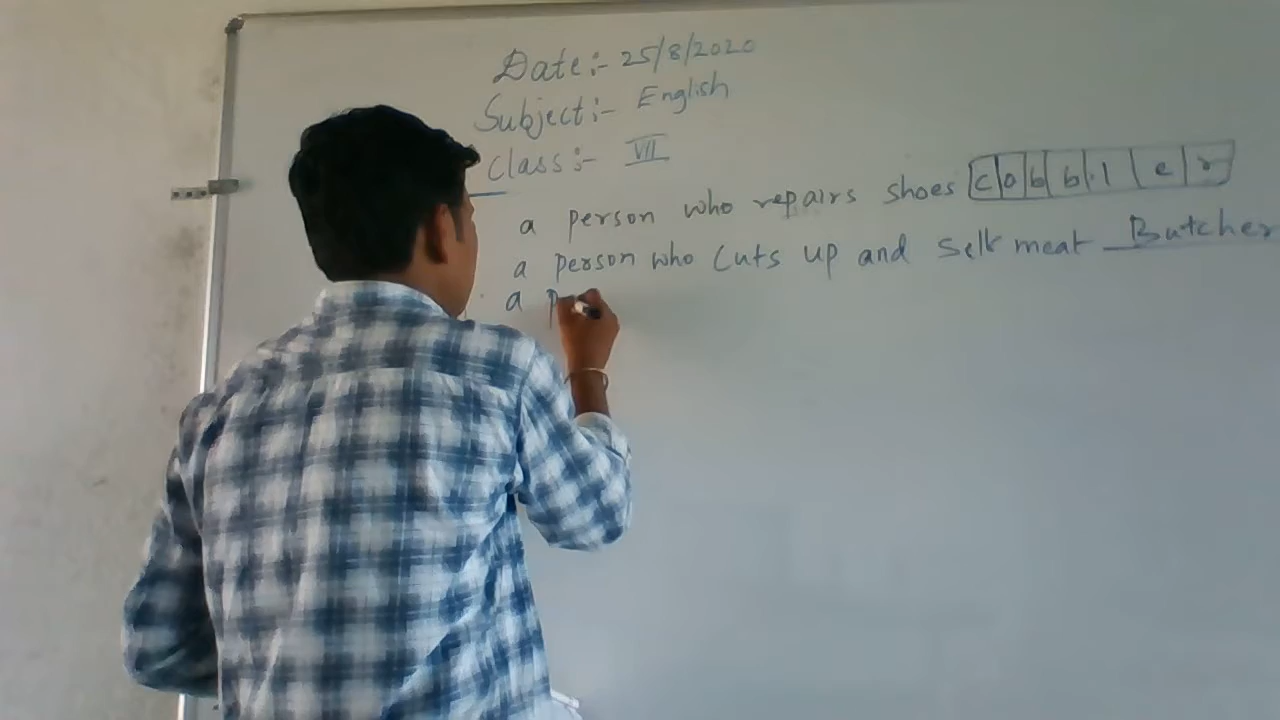 Date:- 25/8/2020
Subject:- English
Class:- VII
a person who repairs shoes cobbler
a person who cuts up and sells meat Butcher
a p